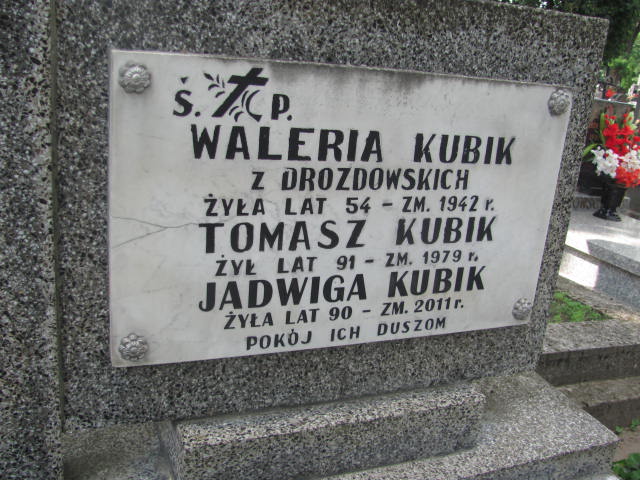 Ś. P.
WALERIA KUBIK
Z DROZDOWSKICH
ŻYŁA LAT 54 - ZM. 1942 r.
TOMASZ KUBIK
ŻYŁ LAT 91 - ZM. 1979 r.
JADWIGA KUBIK
ŻYŁA LAT 90 - ZM. 2011 r.
POKÓJ ICH DUSZOM